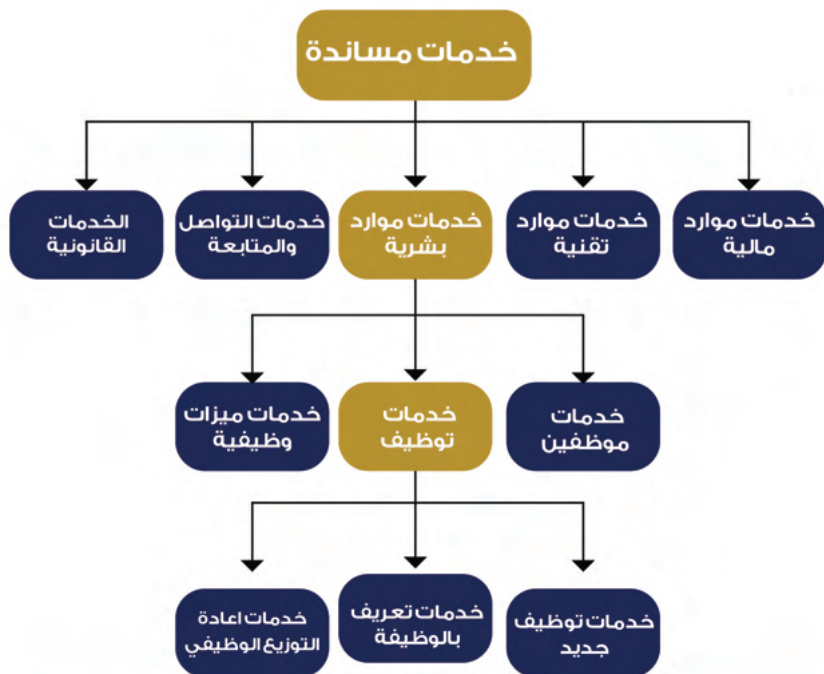 خدمات مساندة
خدمات موارد
مالية
خدمات موارد
تقنية
خدمات موارد
بشرية
خدمات التواصل
والمتابعة
الخدمات
القانونية
خدمات
موظفين
خدمات
توظيف
خدمات ميزات
وظيفية
خدمات توظيف
جديد
خدمات تعريف
بالوظيفة
خدمات اعادة
التوزيع الوظيفي